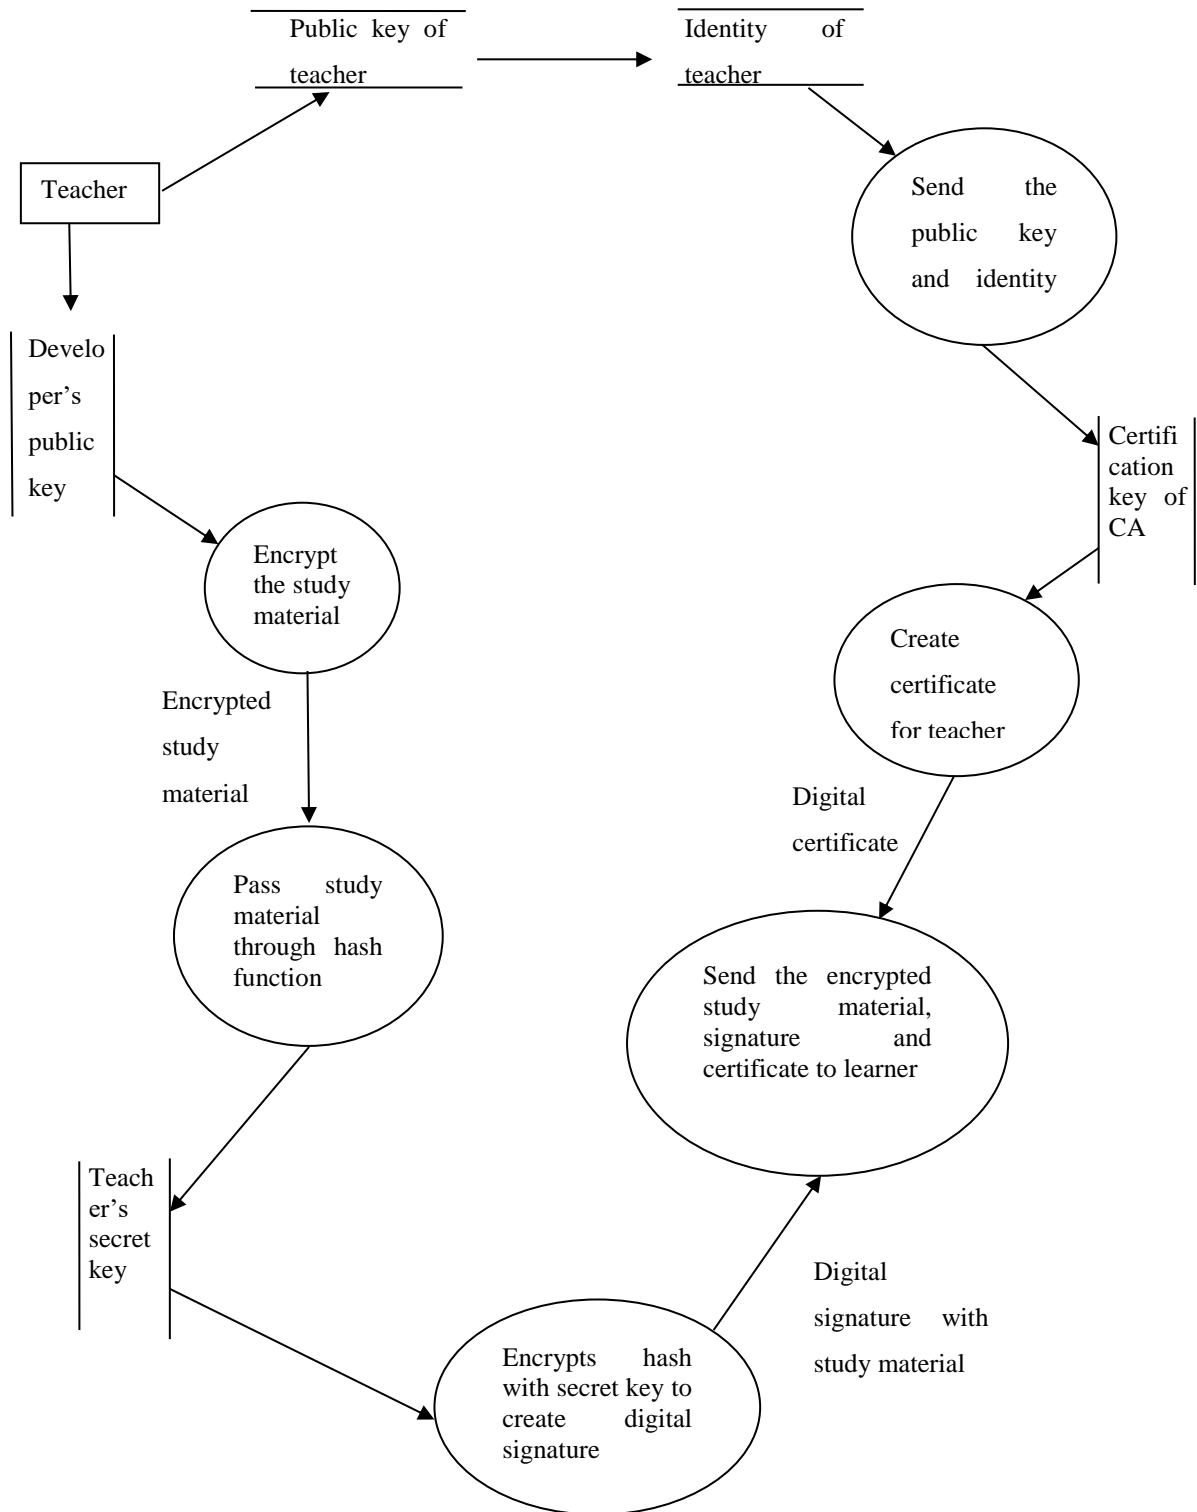 Public key of
teacher
Identity of
teacher
Teacher
Send the
public key
and identity
Develo
per’s
public
key
Certifi
cation
key of
CA
Encrypt
the study
material
Create
certificate
for teacher
Encrypted
study
material
Digital
certificate
Pass study
material
through hash
function
Send the encrypted
study material,
signature and
certificate to learner
Teach
er’s
secret
key
Digital
signature with
study material
Encrypts hash
with secret key to
create digital
signature